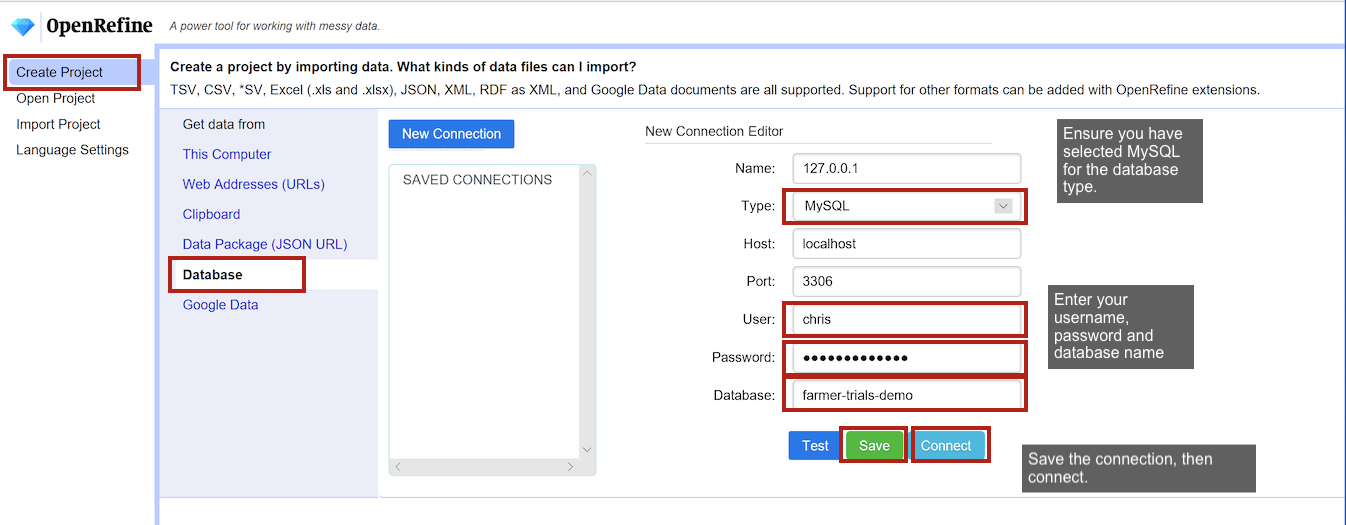 OpenRefine A power tool for working with messy data.
Create Project
Open Project
Import Project
Language Settings
Create a project by importing data. What kinds of data files can I import?
TSV, CSV, *SV, Excel (.xls and .xlsx), JSON, XML, RDF as XML, and Google Data documents are all supported. Support for other formats can be added with OpenRefine extensions.
Get data from
This Computer
Web Addresses (URLs)
Clipboard
Data Package (JSON URL)
Database
Google Data
New Connection
SAVED CONNECTIONS
New Connection Editor
Name: 127.0.0.1
Type: MySQL
Host: localhost
Port: 3306
User: chris
Password: •••••••••••••
Database: farmer-trials-demo
Test Save Connect
Ensure you have
selected MySQL
for the database
type.
Enter your
username,
password and
database name
Save the connection, then
connect.